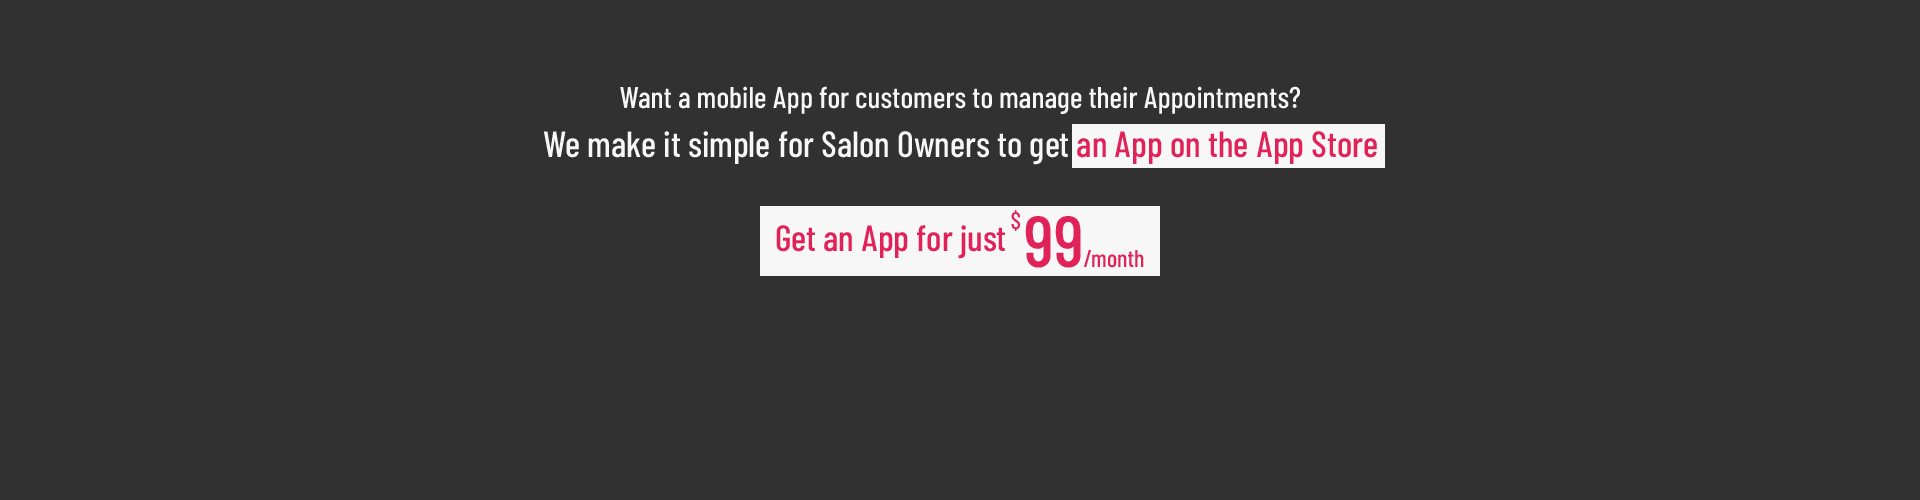 Want a mobile App for customers to manage their Appointments?
We make it simple for Salon Owners to get an App on the App Store
Get an App for just $99/month